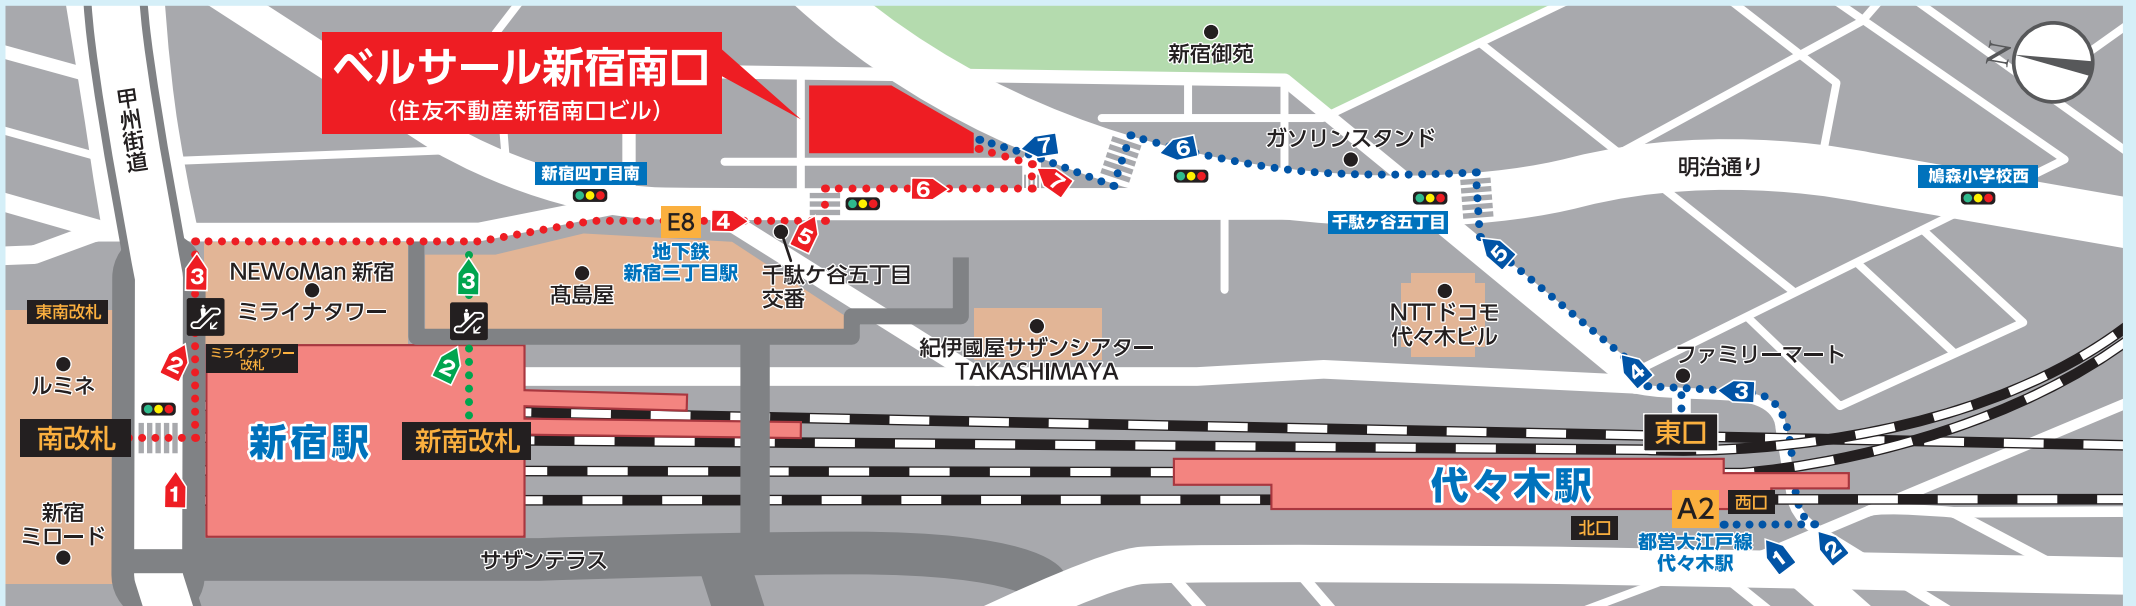 ベルサール新宿南口
(住友不動産新宿南口ビル)
新宿御苑
N
甲州街道
ガソリンスタンド
明治通り
新宿四丁目南
鳩森小学校西
千駄ヶ谷五丁目
7
6
7
6
E8
4
5
地下鉄
新宿三丁目駅
千駄ケ谷五丁目
交番
3
NEWoMan 新宿
ミライナタワー
3
髙島屋
5
NTTドコモ
代々木ビル
東南改札
ミライナタワー
改札
2
2
紀伊國屋サザンシアター
TAKASHIMAYA
ファミリーマート
4
3
ルミネ
南改札
新宿駅
新南改札
東口
代々木駅
1
A2
西口
北口
新宿
ミロード
サザンテラス
都営大江戸線
代々木駅
1
2